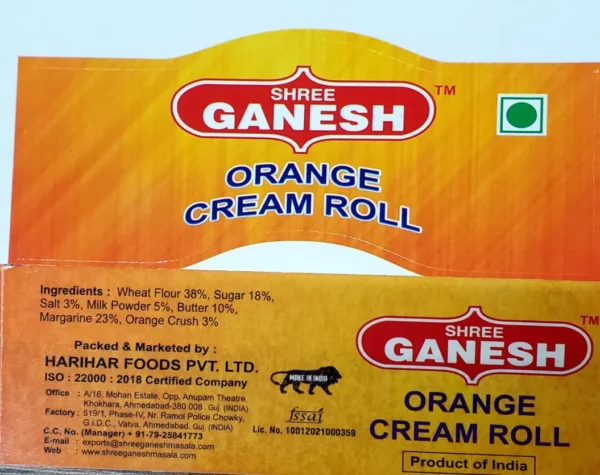 SHREE
GANESH
TM
ORANGE
CREAM ROLL
Ingredients : Wheat Flour 38%, Sugar 18%,
Salt 3%, Milk Powder 5%, Butter 10%,
Margarine 23%, Orange Crush 3%
Packed & Marketed by :
HARIHAR FOODS PVT. LTD.
ISO : 22000 : 2018 Certified Company
Office : A/16, Mohan Estate, Opp. Anupam Theatre,
Khokhara, Ahmedabad-380 008. Guj. (INDIA)
Factory : 519/1, Phase-IV, Nr. Ramol Police Chowky,
G.I.D.C., Vatva, Ahmedabad. Guj. (INDIA)
C.C. No. (Manager) + 91-79-25841773
E-mail : exports@shreeganeshmasala.com
Web : www.shreeganeshmasala.com
MAKE IN INDIA
fssai
Lic. No. 10012021000359
SHREE
GANESH
TM
ORANGE
CREAM ROLL
Product of India